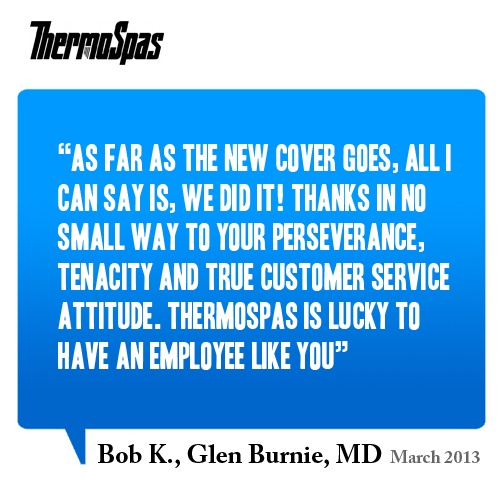 ThermoSpas
“AS FAR AS THE NEW COVER GOES, ALL I
CAN SAY IS, WE DID IT! THANKS IN NO
SMALL WAY TO YOUR PERSEVERANCE,
TENACITY AND TRUE CUSTOMER SERVICE
ATTITUDE. THERMOSPAS IS LUCKY TO
HAVE AN EMPLOYEE LIKE YOU”
Bob K., Glen Burnie, MD March 2013